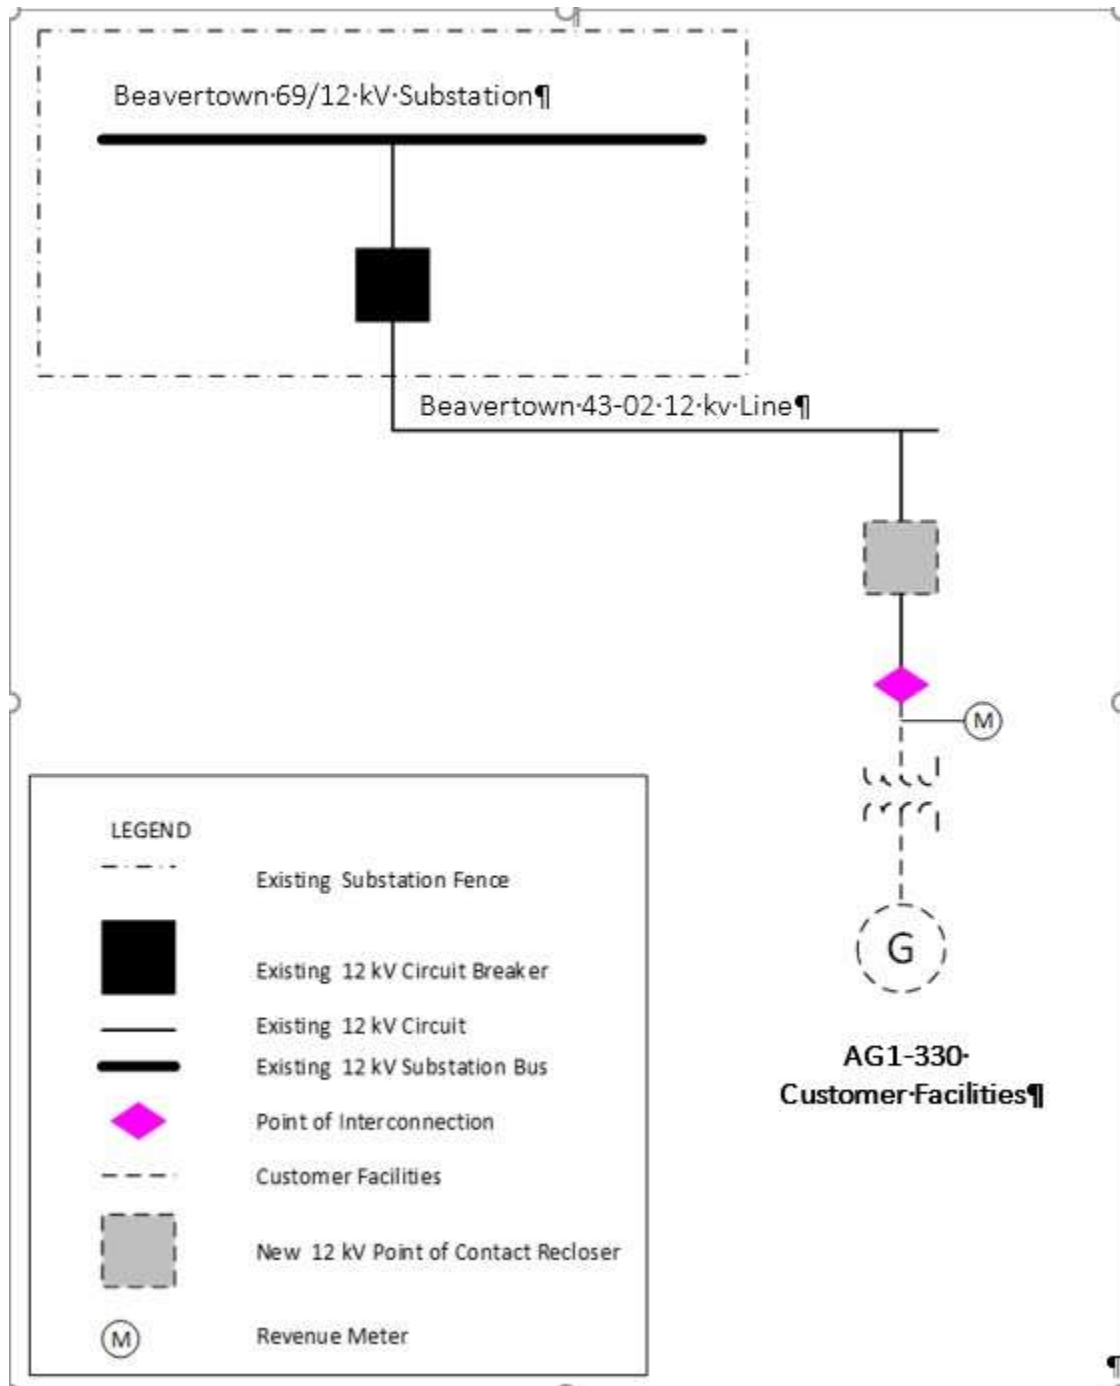 Beavertown·69/12·kV·Substation¶
Beavertown·43-02·12·kv·Line¶
M
G
AG1-330·
Customer·Facilities¶
LEGEND
Existing Substation Fence
Existing 12 kV Circuit Breaker
Existing 12 kV Circuit
Existing 12 kV Substation Bus
Point of Interconnection
Customer Facilities
New 12 kV Point of Contact Recloser
M Revenue Meter
¶